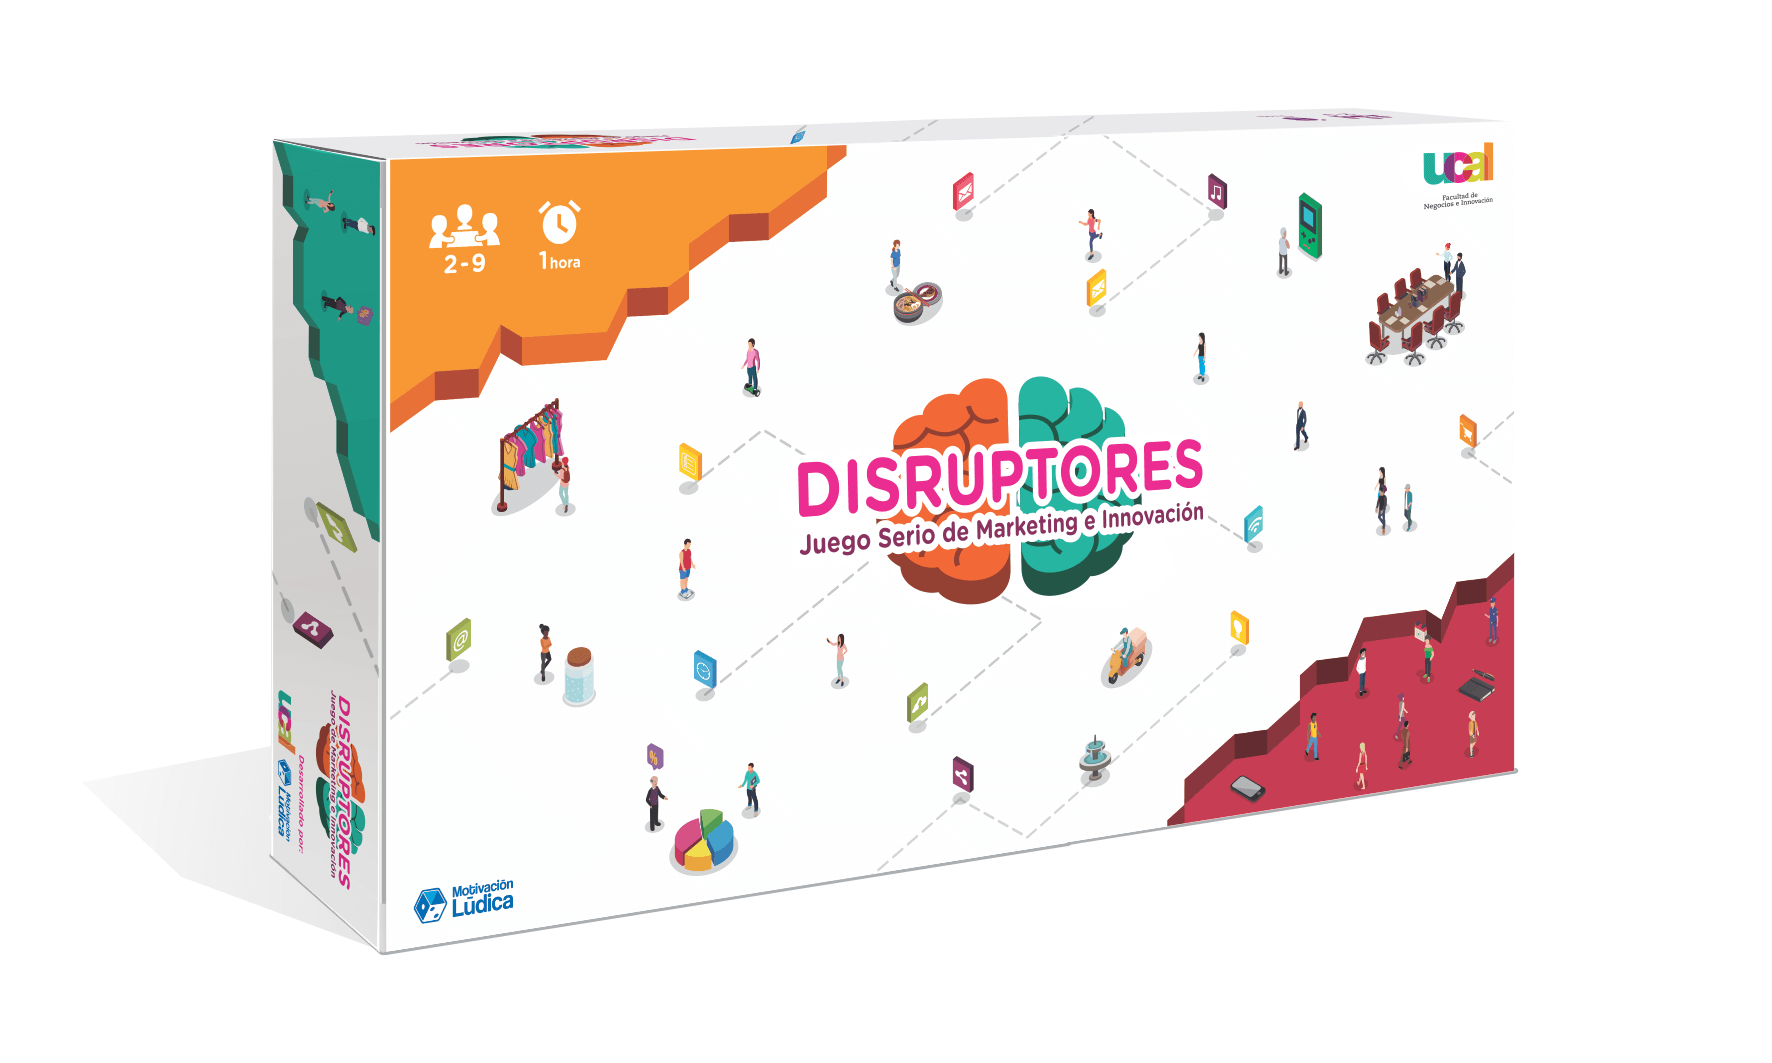 2 - 9
1 hora
ucal
Facultad de
Negocios e Innovación
DISRUPTORES
Juego Serio de Marketing e Innovación
@
%
Motivación
Lúdica
DISRUPTORES
Juego Serio de Marketing e Innovación
Desarrollado por:
ucal
Motivación
Lúdica